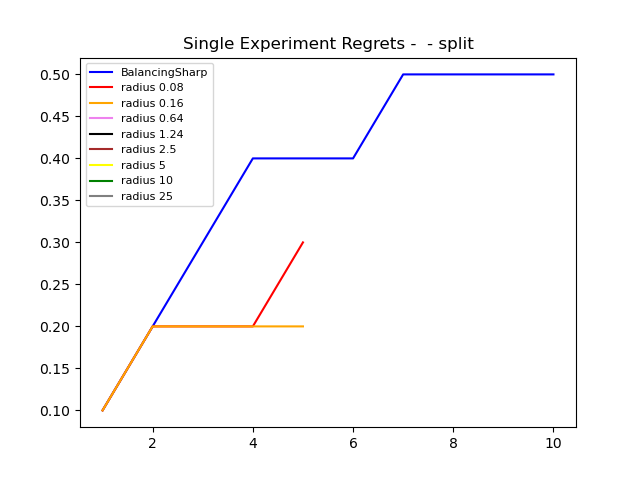 Single Experiment Regrets -  - split
0.50
0.45
0.40
0.35
0.30
0.25
0.20
0.15
0.10
BalancingSharp
radius 0.08
radius 0.16
radius 0.64
radius 1.24
radius 2.5
radius 5
radius 10
radius 25
2
4
6
8
10